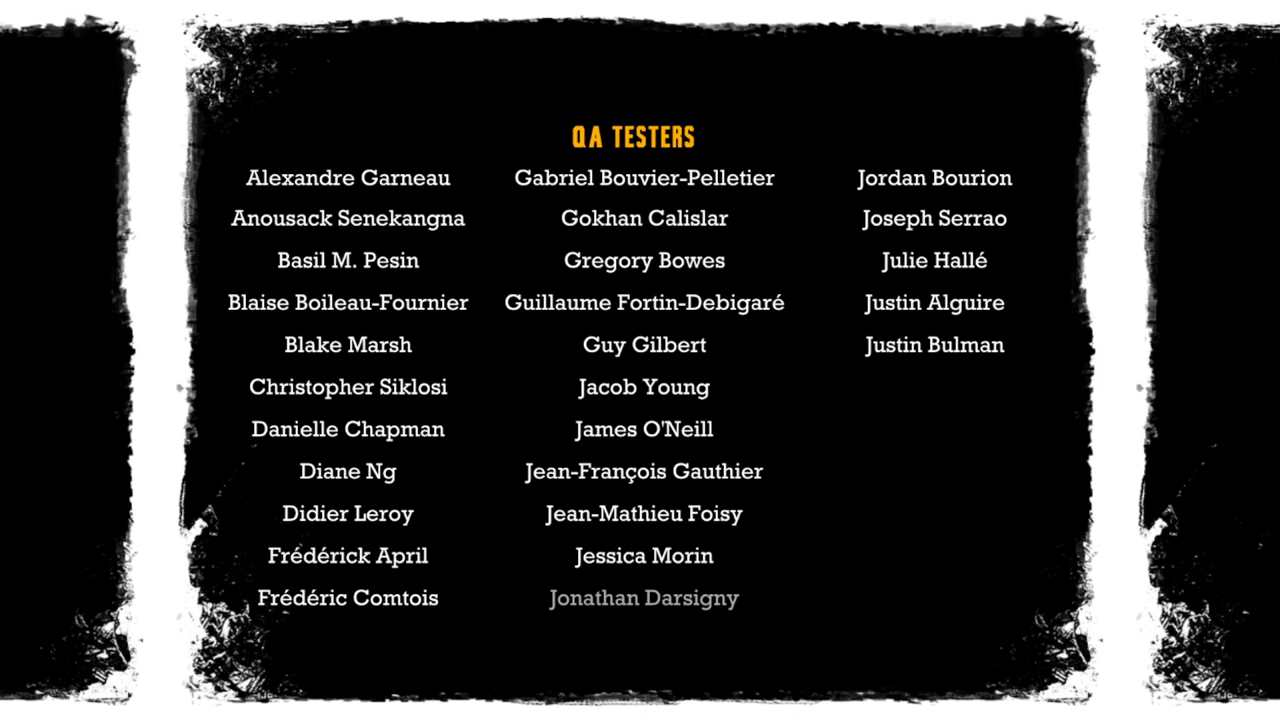 QA TESTERS
Alexandre Garneau
Anousack Senekangna
Basil M. Pesin
Blaise Boileau-Fournier
Blake Marsh
Christopher Siklosi
Danielle Chapman
Diane Ng
Didier Leroy
Frédérick April
Frédéric Comtois
Gabriel Bouvier-Pelletier
Gokhan Calislar
Gregory Bowes
Guillaume Fortin-Debigaré
Guy Gilbert
Jacob Young
James O'Neill
Jean-François Gauthier
Jean-Mathieu Foisy
Jessica Morin
Jonathan Darsigny
Jordan Bourion
Joseph Serrao
Julie Hallé
Justin Alguire
Justin Bulman